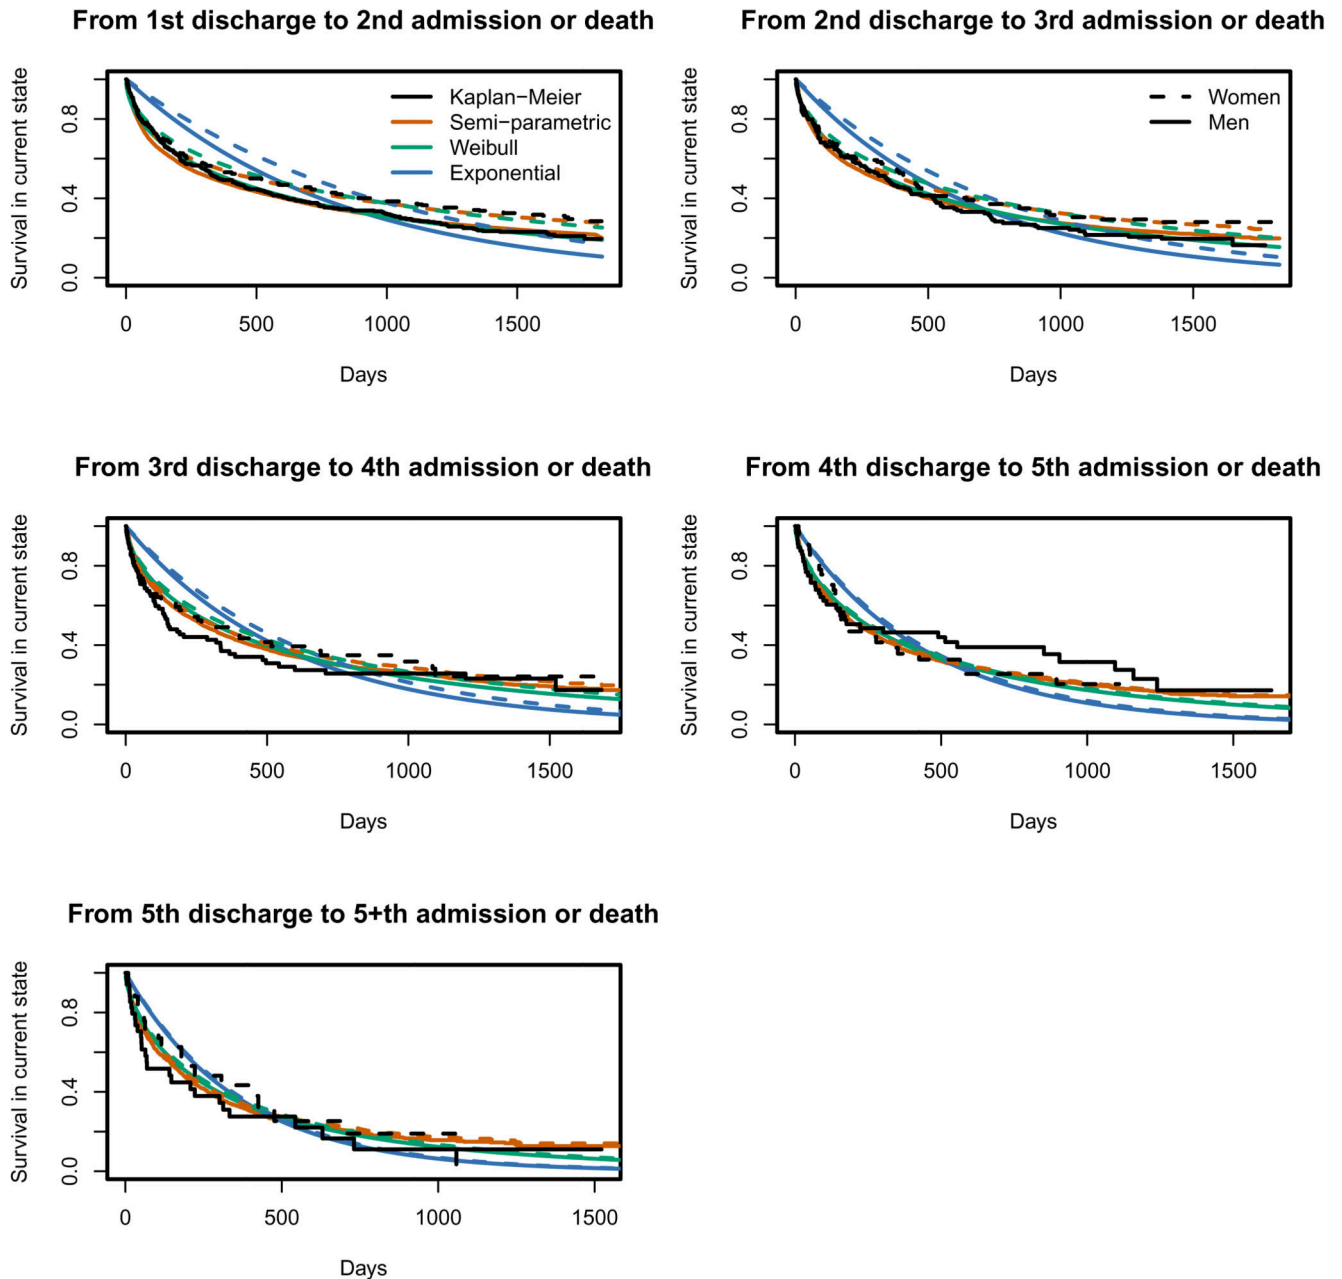 From 1st discharge to 2nd admission or death
Survival in current state
0.0
0.4
0.8
Kaplan−Meier
Semi−parametric
Weibull
Exponential
0
500
1000
1500
Days
From 2nd discharge to 3rd admission or death
Survival in current state
0.0
0.4
0.8
Women
Men
0
500
1000
1500
Days
From 3rd discharge to 4th admission or death
Survival in current state
0.0
0.4
0.8
0
500
1000
1500
Days
From 4th discharge to 5th admission or death
Survival in current state
0.0
0.4
0.8
0
500
1000
1500
Days
From 5th discharge to 5+th admission or death
Survival in current state
0.0
0.4
0.8
0
500
1000
1500
Days